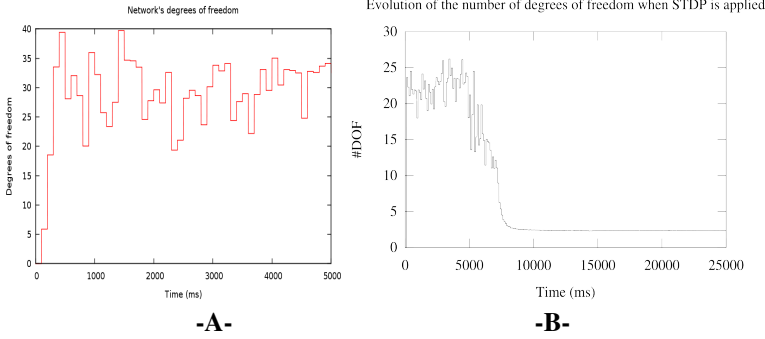 Network's degrees of freedom
40
35
30
25
20
15
10
5
0
Degrees of freedom
0 1000 2000 3000 4000 5000
Time (ms)
-A-
Evolution of the number of degrees of freedom when STDP is applied
30
25
20
15
10
5
0
#DOF
0 5000 10000 15000 20000 25000
Time (ms)
-B-